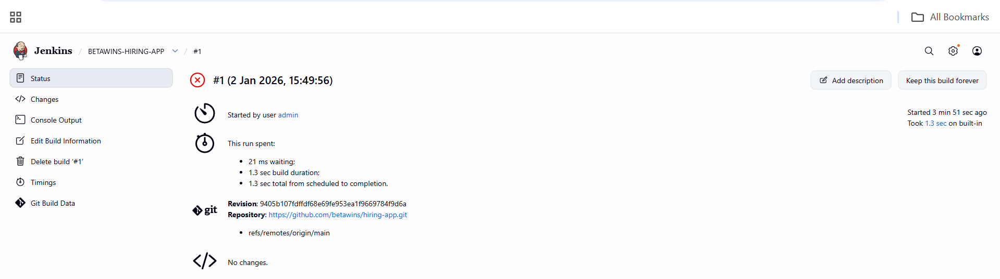 All Bookmarks
Jenkins / BETAWINS-HIRING-APP / #1
Status
Changes
Console Output
Edit Build Information
Delete build ‘#1’
Timings
Git Build Data
#1 (2 Jan 2026, 15:49:56)
Add description
Keep this build forever
Started by user admin
Started 3 min 51 sec ago
Took 1.3 sec on built-in
This run spent:
21 ms waiting;
1.3 sec build duration;
1.3 sec total from scheduled to completion.
git
Revision: 9405b107fdffdf68e69fe953ea1f9669784f9d6a
Repository: https://github.com/betawins/hiring-app.git
refs/remotes/origin/main
No changes.